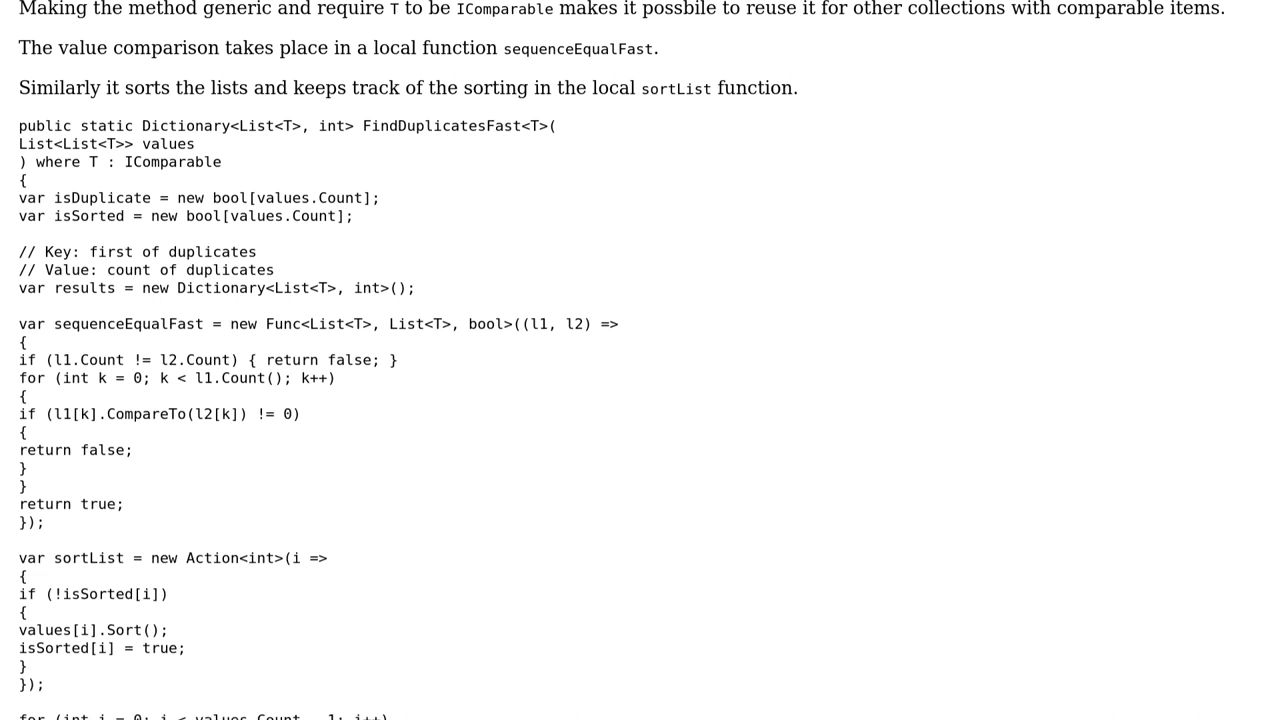 Making the method generic and require T to be IComparable makes it possbile to reuse it for other collections with comparable items.
The value comparison takes place in a local function sequenceEqualFast.
Similarly it sorts the lists and keeps track of the sorting in the local sortList function.
public static Dictionary<List<T>, int> FindDuplicatesFast<T>(
List<List<T>> values
) where T : IComparable
{
var isDuplicate = new bool[values.Count];
var isSorted = new bool[values.Count];
// Key: first of duplicates
// Value: count of duplicates
var results = new Dictionary<List<T>, int>();
var sequenceEqualFast = new Func<List<T>, List<T>, bool>((l1, l2) =>
{
if (l1.Count != l2.Count) { return false; }
for (int k = 0; k < l1.Count(); k++)
{
if (l1[k].CompareTo(l2[k]) != 0)
{
return false;
}
}
return true;
});
var sortList = new Action<int>(i =>
{
if (!isSorted[i])
{
values[i].Sort();
isSorted[i] = true;
}
});
for (int i = 0; i < values.Count - 1; i++)